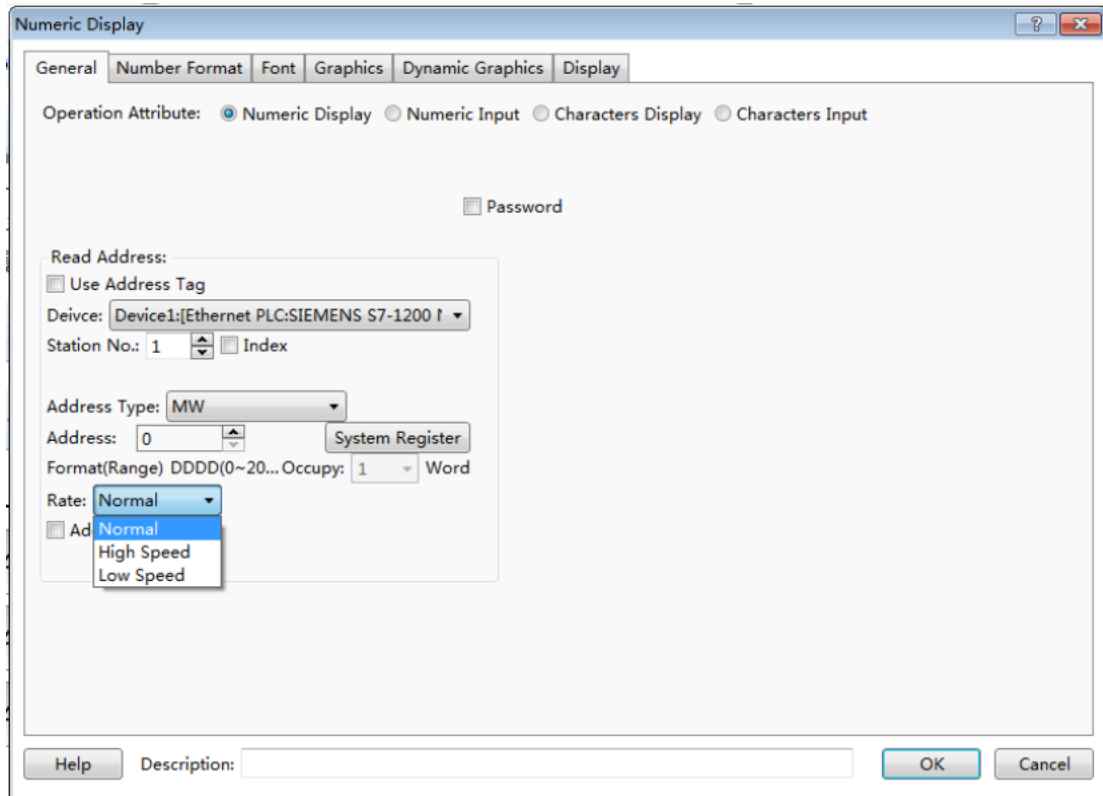 Numeric Display
General Number Format Font Graphics Dynamic Graphics Display
Operation Attribute: Numeric Display Numeric Input Characters Display Characters Input
Password
Read Address:
Use Address Tag
Deivce: Device1:[Ethernet PLC:SIEMENS S7-1200
Station No.: 1 Index
Address Type: MW
Address: 0 System Register
Format(Range) DDDD(0~20... Occupy: 1 Word
Rate: Normal
Ad
Normal
High Speed
Low Speed
Help Description: OK Cancel